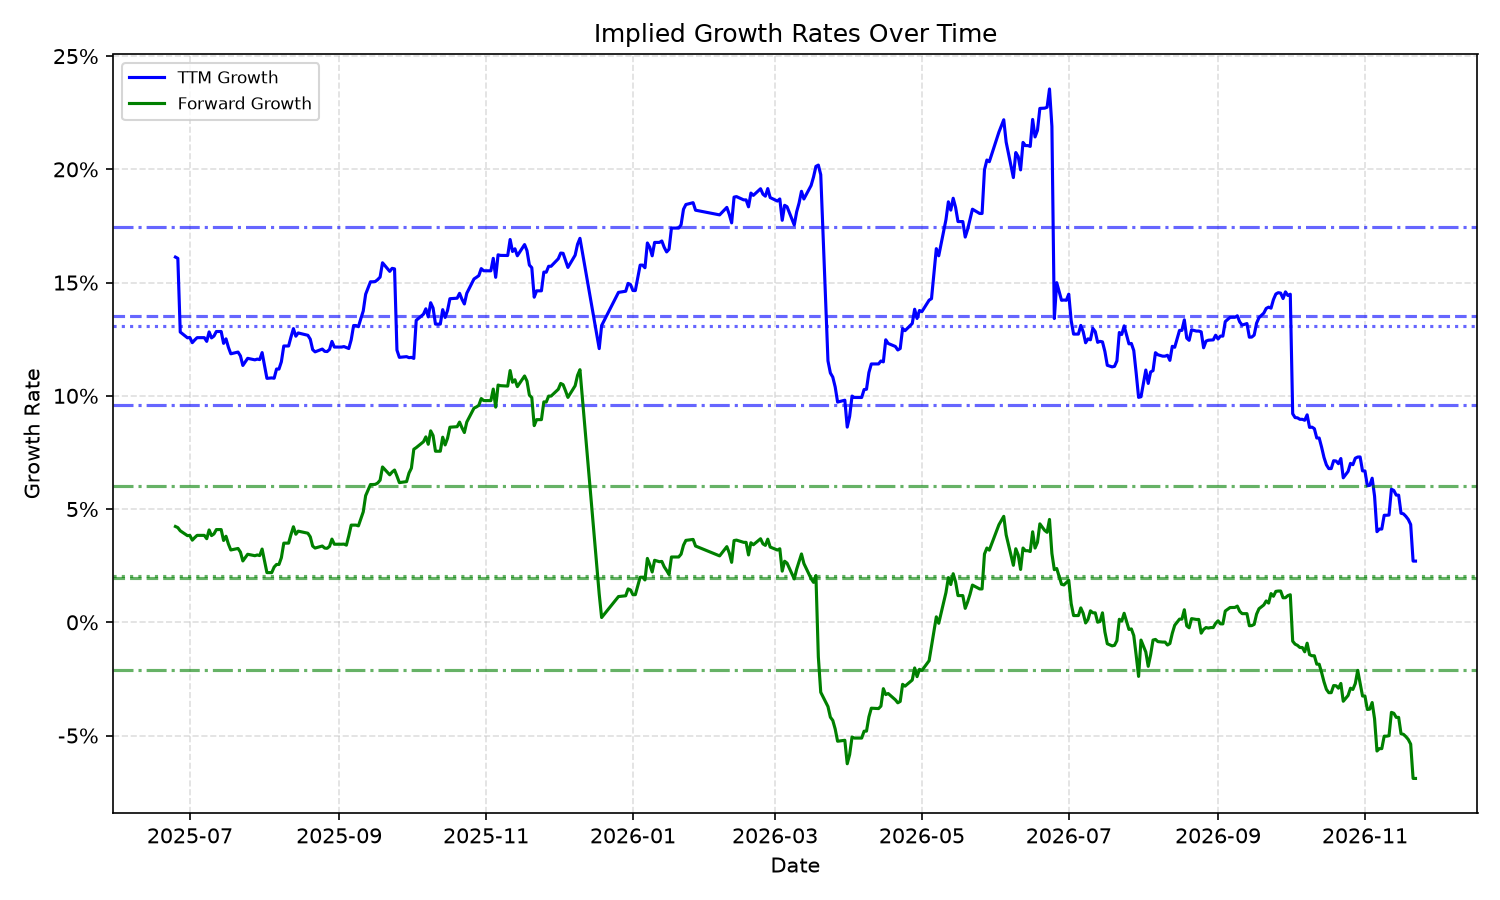 Implied Growth Rates Over Time
25%
20%
15%
10%
5%
0%
-5%
Growth Rate
TTM Growth
Forward Growth
2025-07 2025-09 2025-11 2026-01 2026-03 2026-05 2026-07 2026-09 2026-11
Date